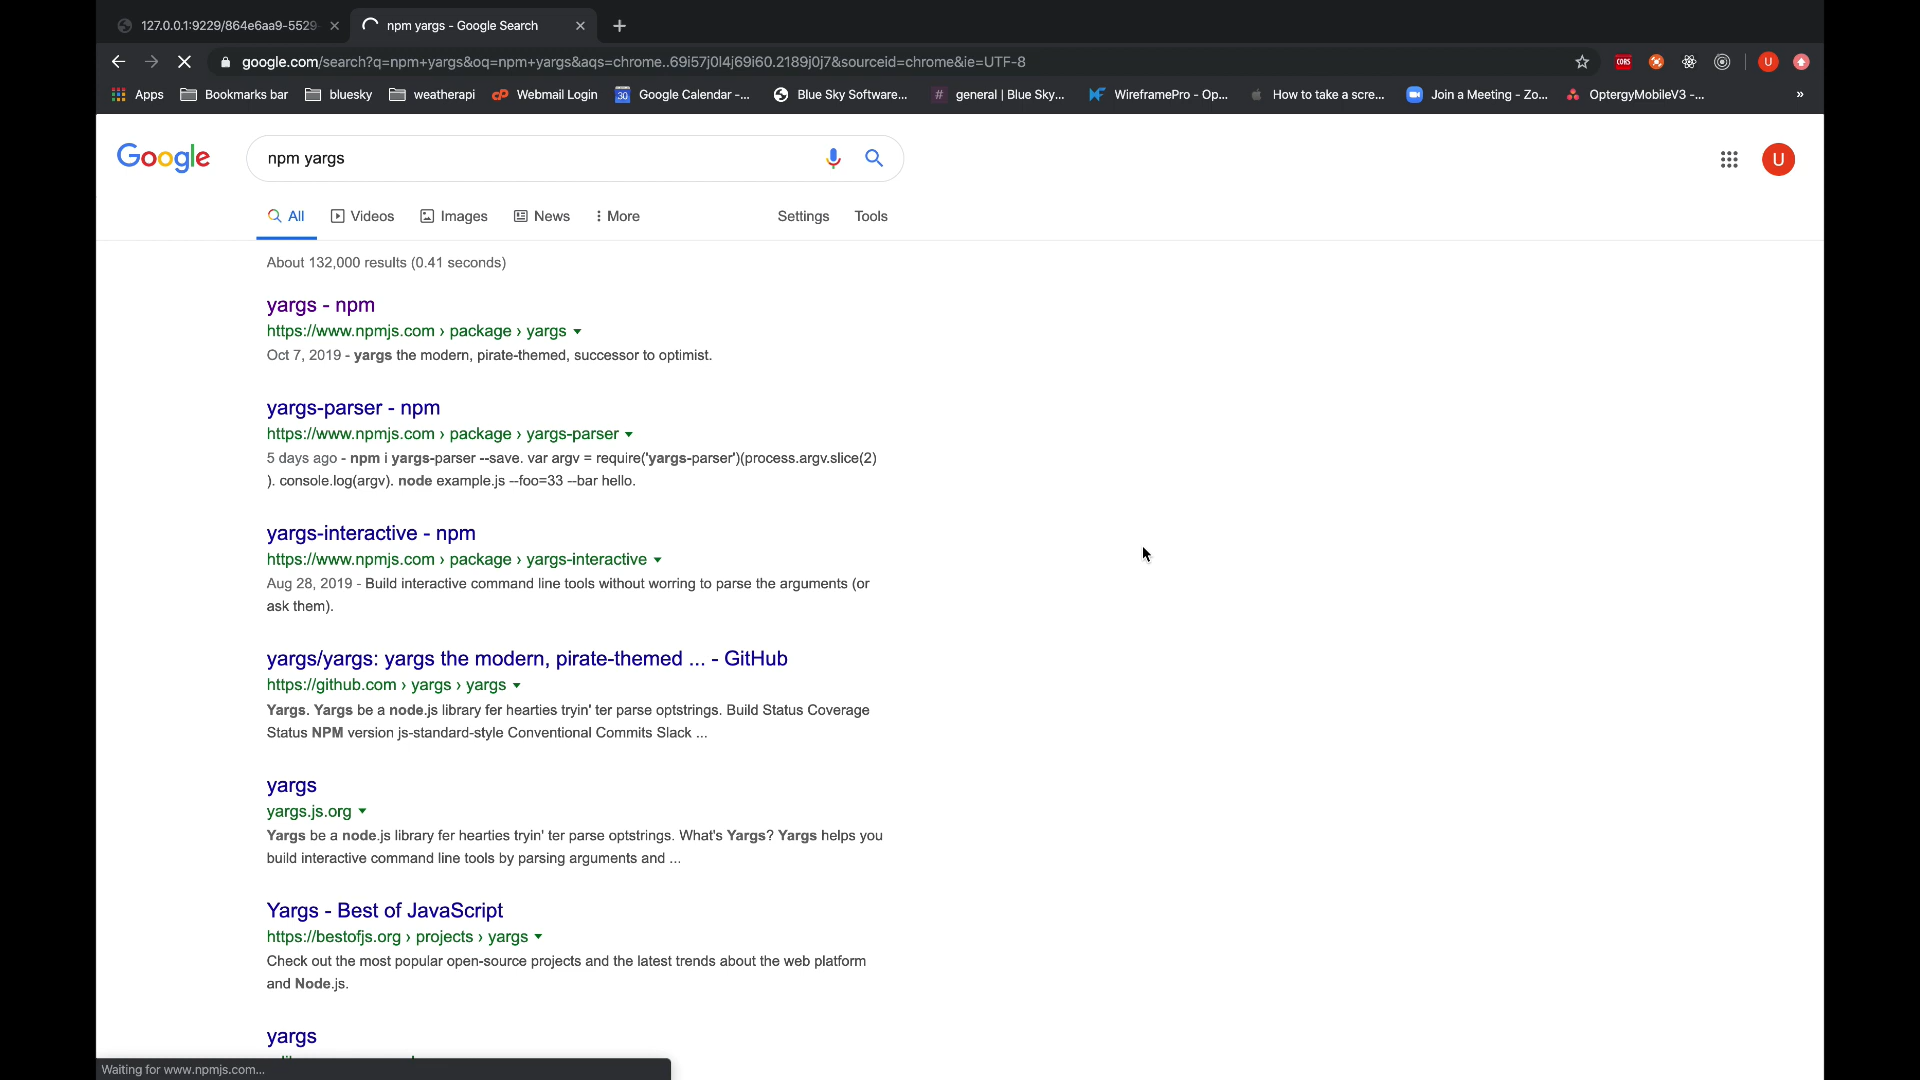 127.0.0.1:9229/864e6aa9-5529-
npm yargs - Google Search
google.com/search?q=npm+yargs&oq=npm+yargs&aqs=chrome..69i57j0l4j69i60.2189j0j7&sourceid=chrome&ie=UTF-8
CORS
U
Apps
Bookmarks bar
bluesky
weatherapi
cP
Webmail Login
30
Google Calendar -...
Blue Sky Software...
#
general | Blue Sky...
WireframePro - Op...
How to take a scre...
Join a Meeting - Zo...
OptergyMobileV3 -...
»
Google
npm yargs
U
All
Videos
Images
News
More
Settings
Tools
About 132,000 results (0.41 seconds)
yargs - npm
https://www.npmjs.com › package › yargs
Oct 7, 2019 - yargs the modern, pirate-themed, successor to optimist.
yargs-parser - npm
https://www.npmjs.com › package › yargs-parser
5 days ago - npm i yargs-parser --save. var argv = require('yargs-parser')(process.argv.slice(2)
). console.log(argv). node example.js --foo=33 --bar hello.
yargs-interactive - npm
https://www.npmjs.com › package › yargs-interactive
Aug 28, 2019 - Build interactive command line tools without worring to parse the arguments (or
ask them).
yargs/yargs: yargs the modern, pirate-themed ... - GitHub
https://github.com › yargs › yargs
Yargs. Yargs be a node.js library fer hearties tryin' ter parse optstrings. Build Status Coverage
Status NPM version js-standard-style Conventional Commits Slack ...
yargs
yargs.js.org
Yargs be a node.js library fer hearties tryin' ter parse optstrings. What's Yargs? Yargs helps you
build interactive command line tools by parsing arguments and ...
Yargs - Best of JavaScript
https://bestofjs.org › projects › yargs
Check out the most popular open-source projects and the latest trends about the web platform
and Node.js.
yargs
Waiting for www.npmjs.com...